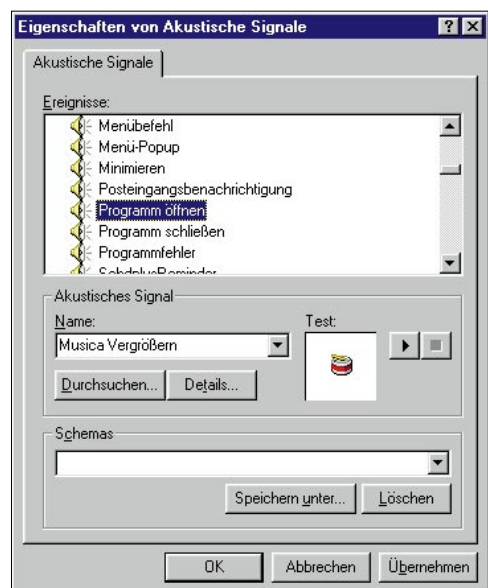 Eigenschaften von Akustische Signale
Akustische Signale
Ereignisse:
Menübefehl
Menü-Popup
Minimieren
Posteingangsbenachrichtigung
Programm öffnen
Programm schließen
Programmfehler
SchdplusReminder
Akustisches Signal
Name:
Test:
Musica Vergrößern
Durchsuchen...
Details...
Schemas
Speichern unter...
Löschen
OK
Abbrechen
Übernehmen